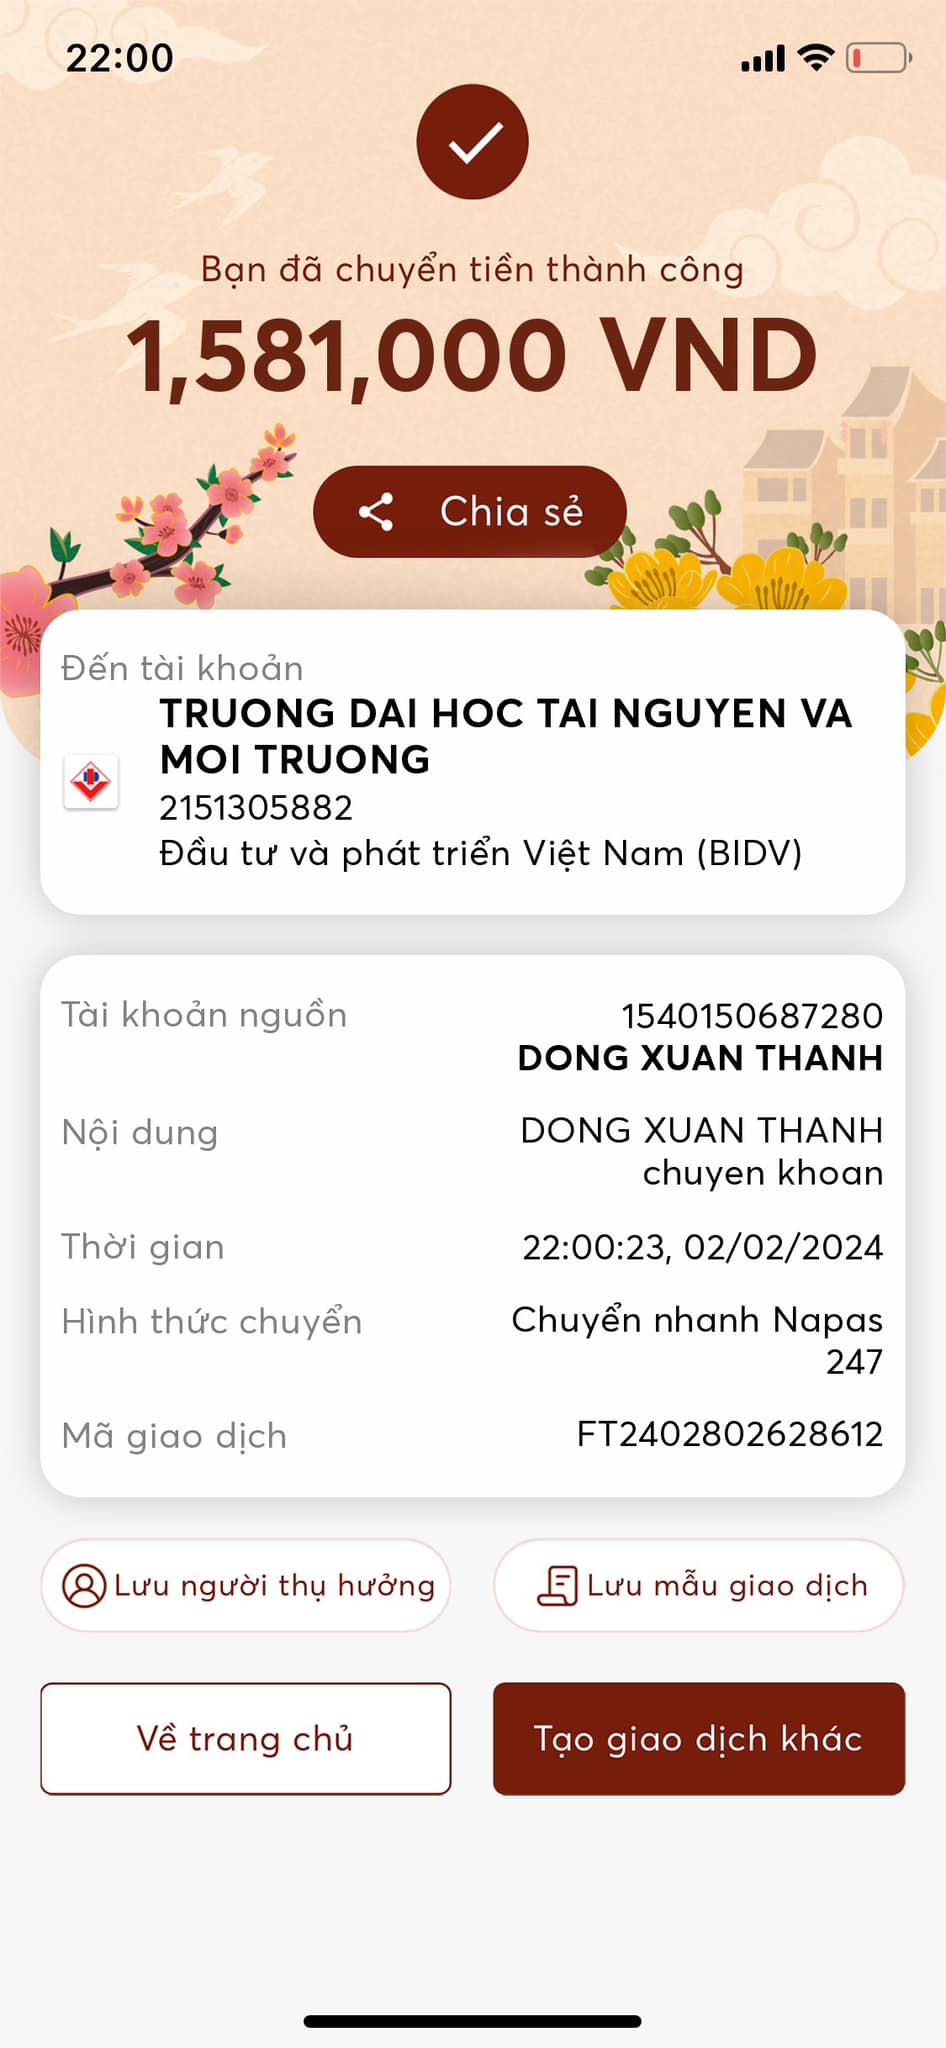 22:00
Bạn đã chuyển tiền thành công
1,581,000 VND
Chia sẻ
Đến tài khoản
TRUONG DAI HOC TAI NGUYEN VA
MOI TRUONG
2151305882
Đầu tư và phát triển Việt Nam (BIDV)
Tài khoản nguồn
1540150687280
DONG XUAN THANH
Nội dung
DONG XUAN THANH
chuyen khoan
Thời gian
22:00:23, 02/02/2024
Hình thức chuyển
Chuyển nhanh Napas
247
Mã giao dịch
FT2402802628612
Lưu người thụ hưởng
Lưu mẫu giao dịch
Về trang chủ
Tạo giao dịch khác